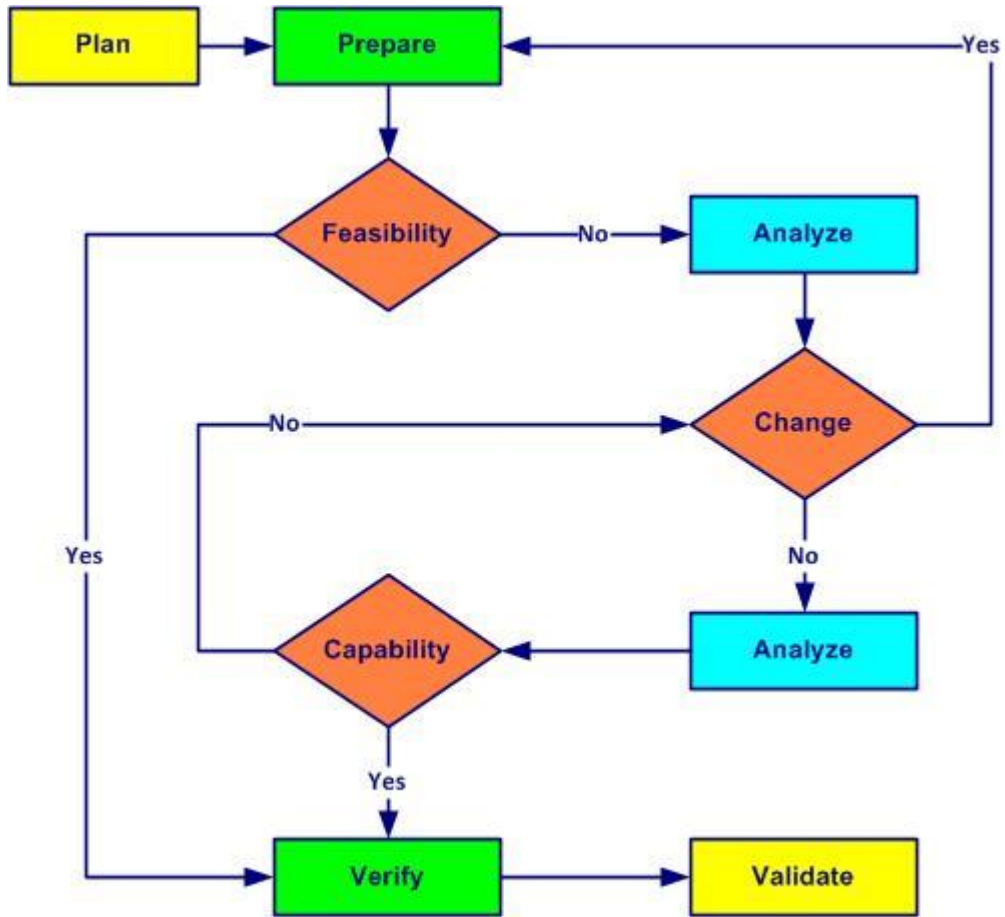 Plan
Prepare
Yes
Feasibility
No
Analyze
No
Change
Yes
No
Capability
Analyze
Yes
Verify
Validate